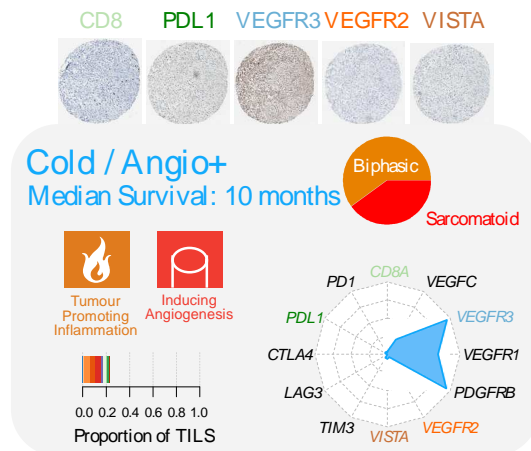 CD8 PDL1 VEGFR3 VEGFR2 VISTA
Cold / Angio+
Median Survival: 10 months
Biphasic
Sarcomatoid
Tumour
Promoting
Inflammation
Inducing
Angiogenesis
0.0 0.2 0.4 0.6 0.8 1.0
Proportion of TILS
CD8A
PD1
VEGFC
PDL1
VEGFR3
CTLA4
VEGFR1
LAG3
PDGFRB
TIM3
VEGFR2
VISTA